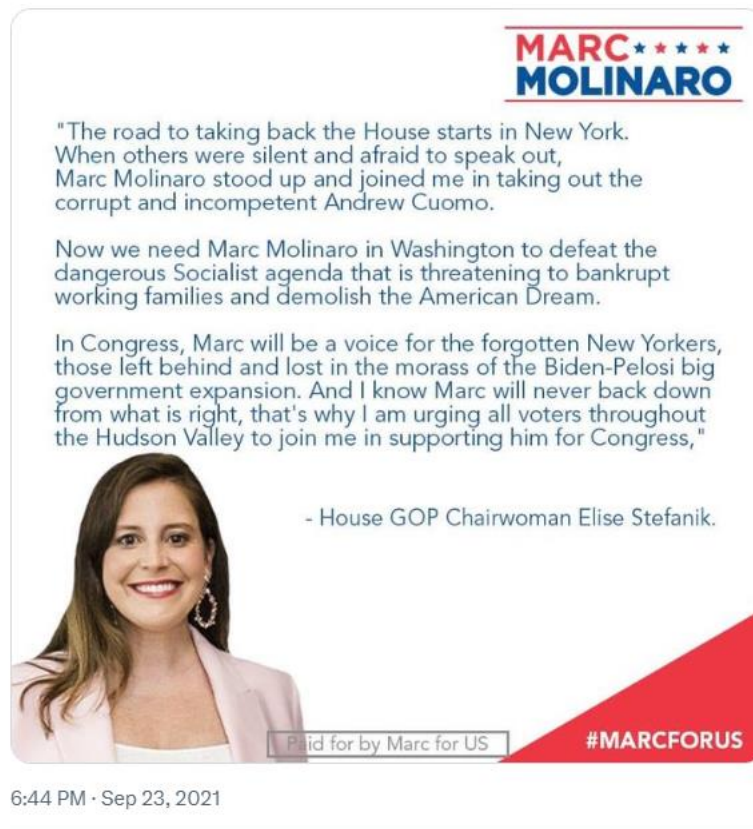 MARC
MOLINARO
"The road to taking back the House starts in New York.
When others were silent and afraid to speak out,
Marc Molinaro stood up and joined me in taking out the
corrupt and incompetent Andrew Cuomo.
Now we need Marc Molinaro in Washington to defeat the
dangerous Socialist agenda that is threatening to bankrupt
working families and demolish the American Dream.
In Congress, Marc will be a voice for the forgotten New Yorkers,
those left behind and lost in the morass of the Biden-Pelosi big
government expansion. And I know Marc will never back down
from what is right, that's why I am urging all voters throughout
the Hudson Valley to join me in supporting him for Congress,"
- House GOP Chairwoman Elise Stefanik.
Paid for by Marc for US
#MARCFORUS
6:44 PM · Sep 23, 2021